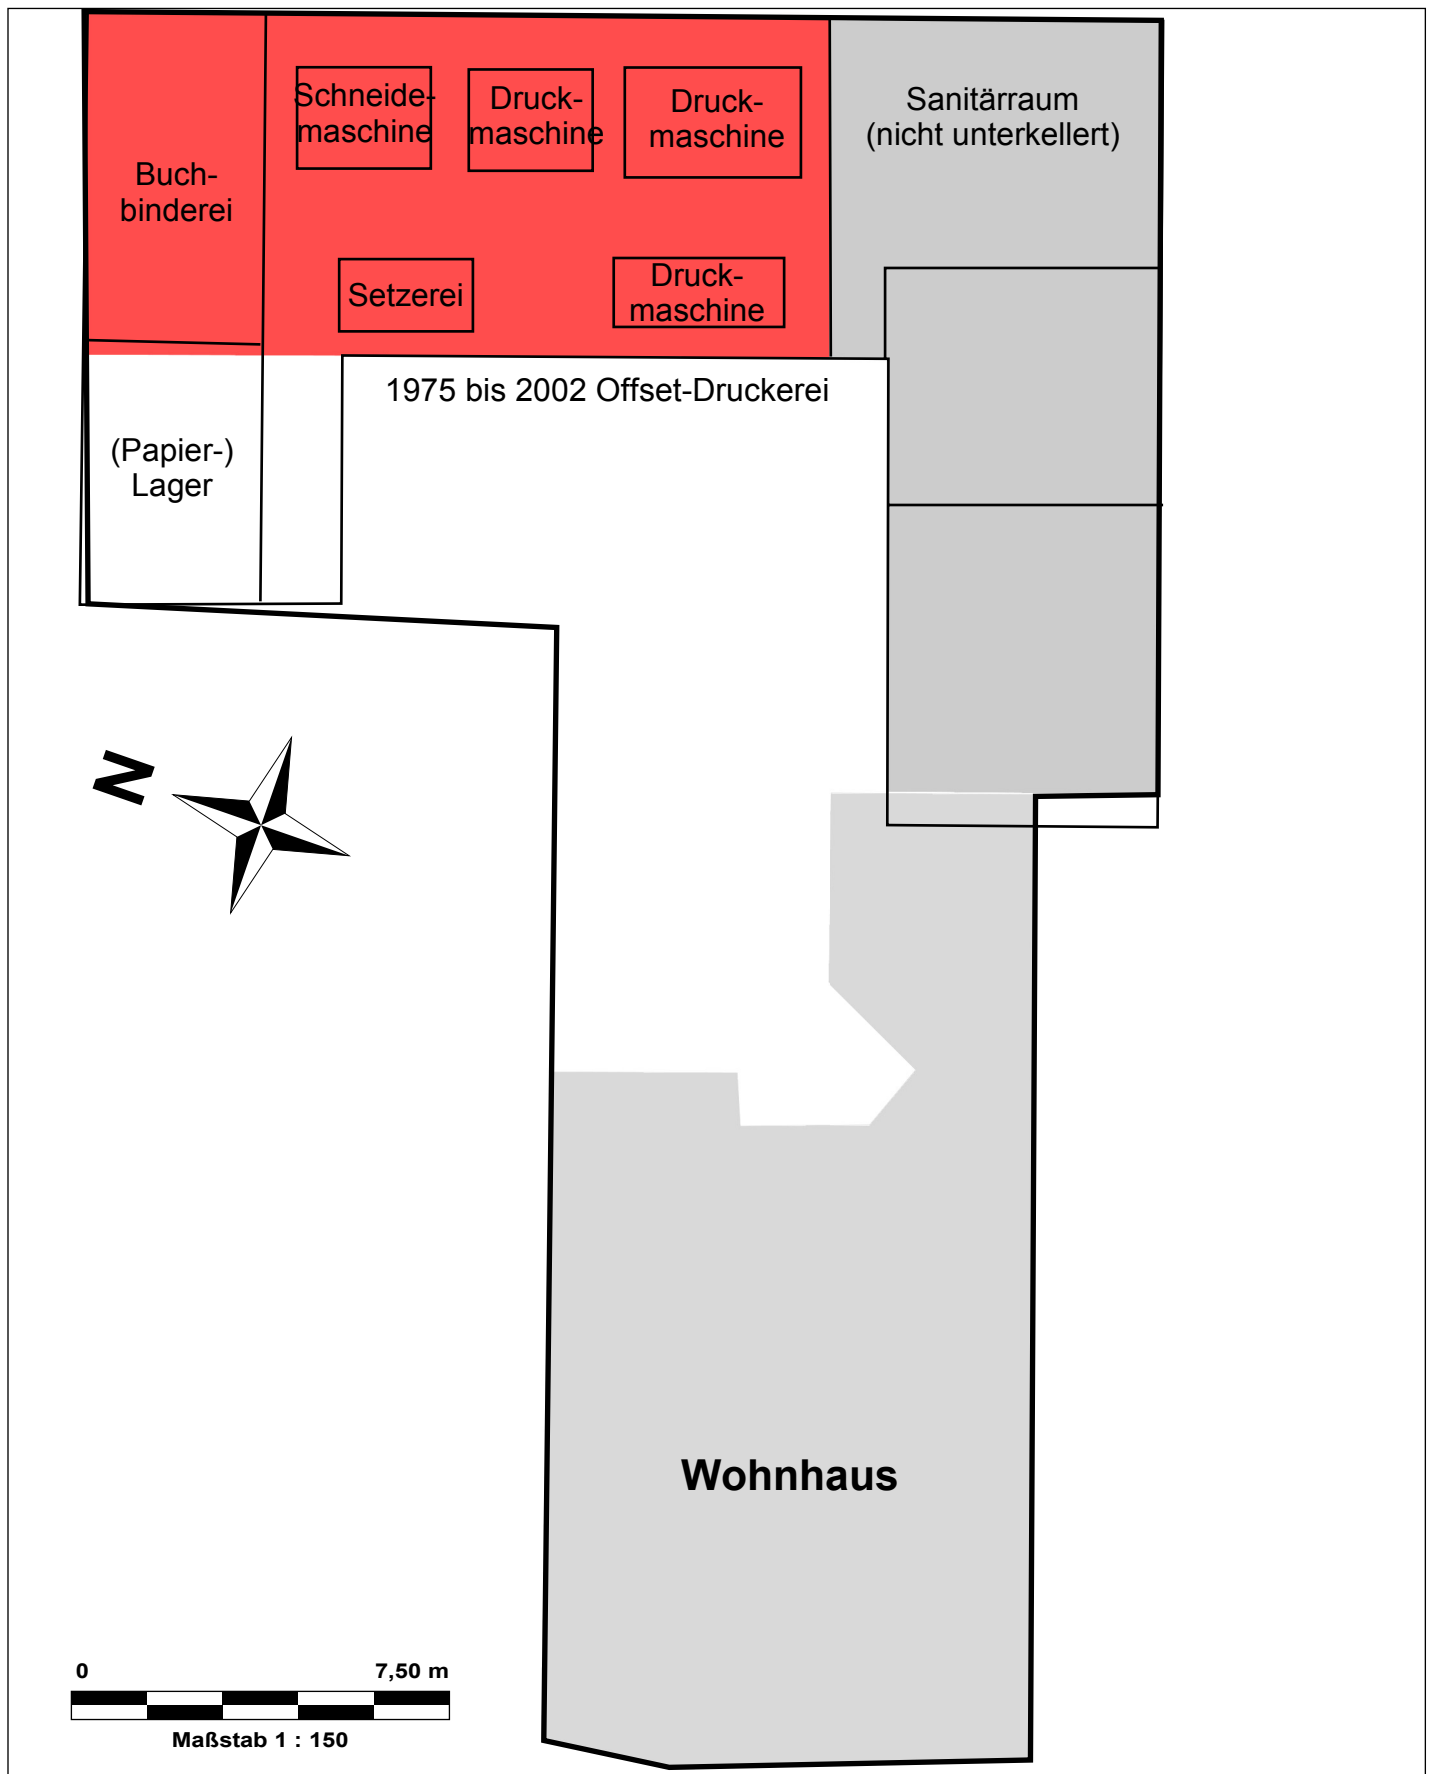 Schneide-
maschine
Druck-
maschine
Druck-
maschine
Sanitärraum
(nicht unterkellert)
Buch-
binderei
Setzerei
Druck-
maschine
1975 bis 2002 Offset-Druckerei
(Papier-)
Lager
N
Wohnhaus
0 7,50 m
Maßstab 1 : 150